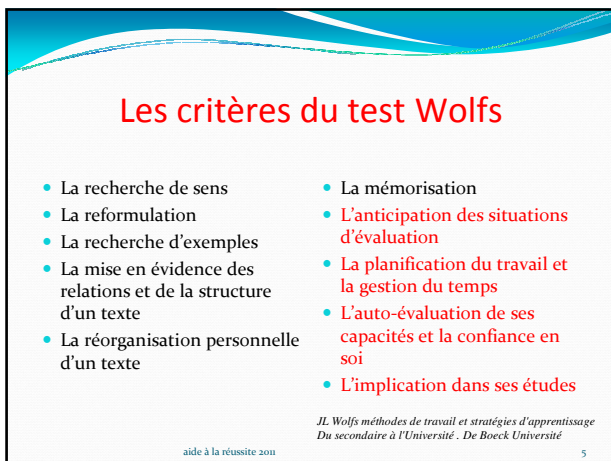 Les critères du test Wolfs
La recherche de sens
La reformulation
La recherche d'exemples
La mise en évidence des
relations et de la structure
d'un texte
La réorganisation personnelle
d'un texte
La mémorisation
L'anticipation des situations
d'évaluation
La planification du travail et
la gestion du temps
L'auto-évaluation de ses
capacités et la confiance en
soi
L'implication dans ses études
JL Wolfs méthodes de travail et stratégies d'apprentissage
Du secondaire à l'Université . De Boeck Université
aide à la réussite 2011
5